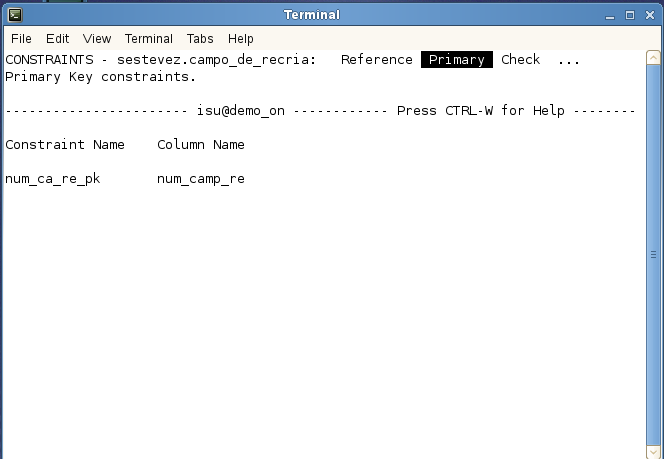 Terminal
File Edit View Terminal Tabs Help
CONSTRAINTS - sestevez.campo_de_recria: Reference Primary Check ...
Primary Key constraints.
----------------------- isu@demo_on ------------ Press CTRL-W for Help --------
Constraint Name Column Name
num_ca_re_pk num_camp_re